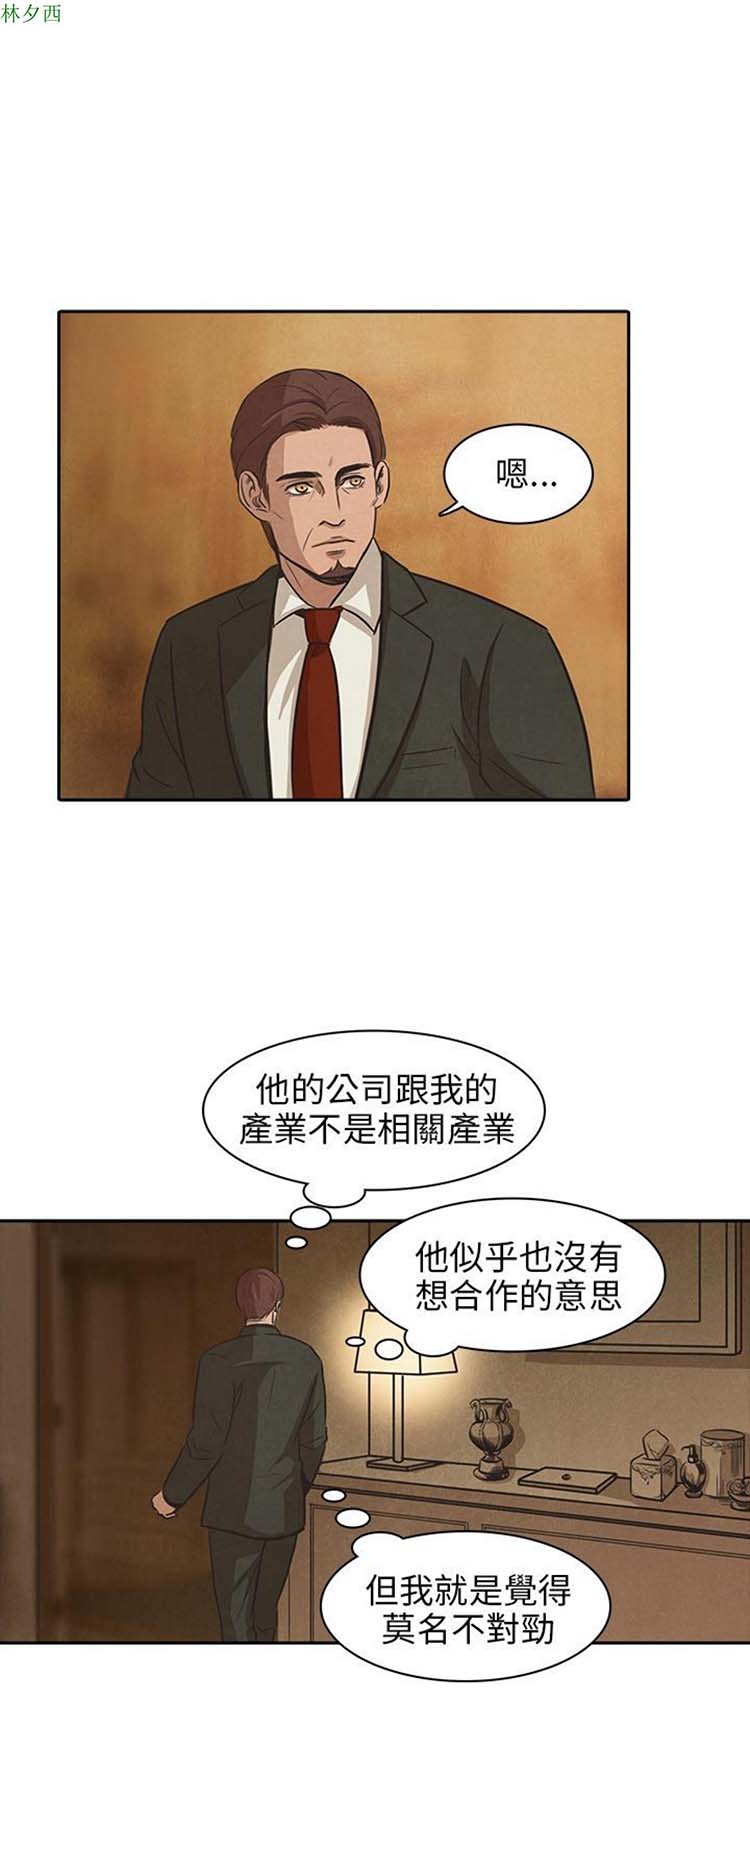 林夕西
嗯...
他的公司跟我的
產業不是相關產業
他似乎也沒有
想合作的意思
但我就是覺得
莫名不對勁